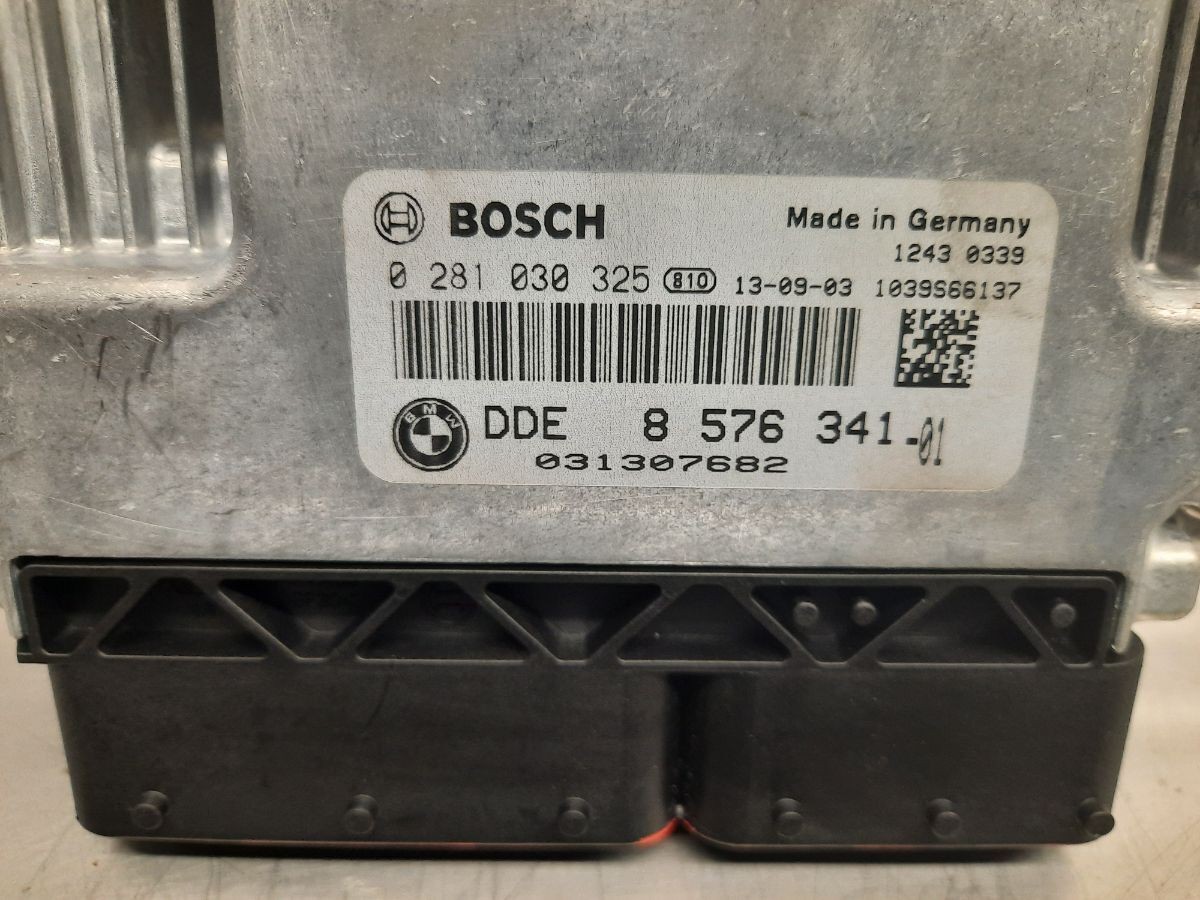 BOSCH
Made in Germany
1243 0339
0 281 030 325 810 13-09-03 1039S66137
BMW DDE 8 576 341-01
031307682